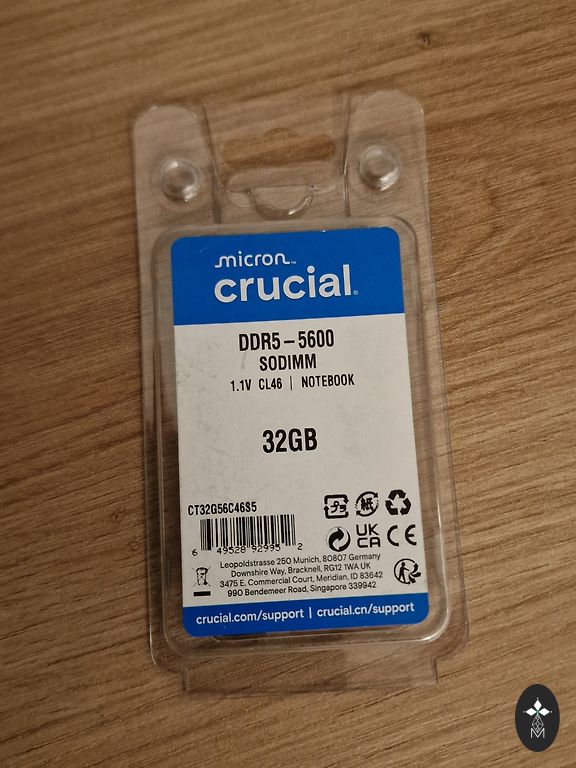 micron™
crucial®
DDR5-5600
SODIMM
1.1V CL46 | NOTEBOOK
32GB
CT32G56C46S5
UK
CA
CE
6 49528 92995 2
Leopoldstrasse 250 Munich, 80807 Germany
Downshire Way, Bracknell, RG12 1WA UK
3475 E. Commercial Court, Meridian, ID 83642
990 Bendemeer Road, Singapore 339942
crucial.com/support | crucial.cn/support
M